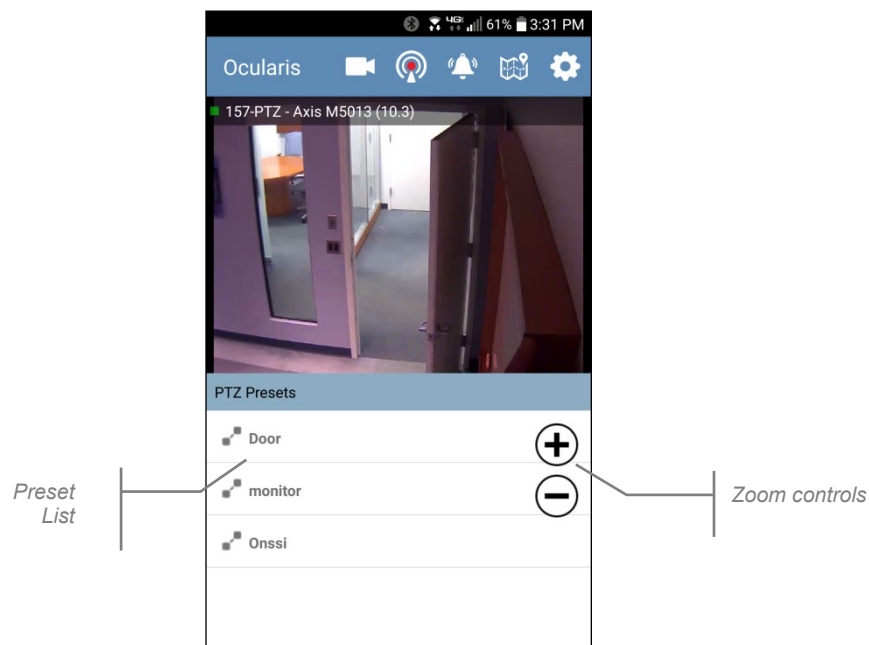 4G 61% 3:31 PM
Ocularis
157-PTZ - Axis M5013 (10.3)
PTZ Presets
Door
monitor
Onssi
Preset
List
Zoom controls